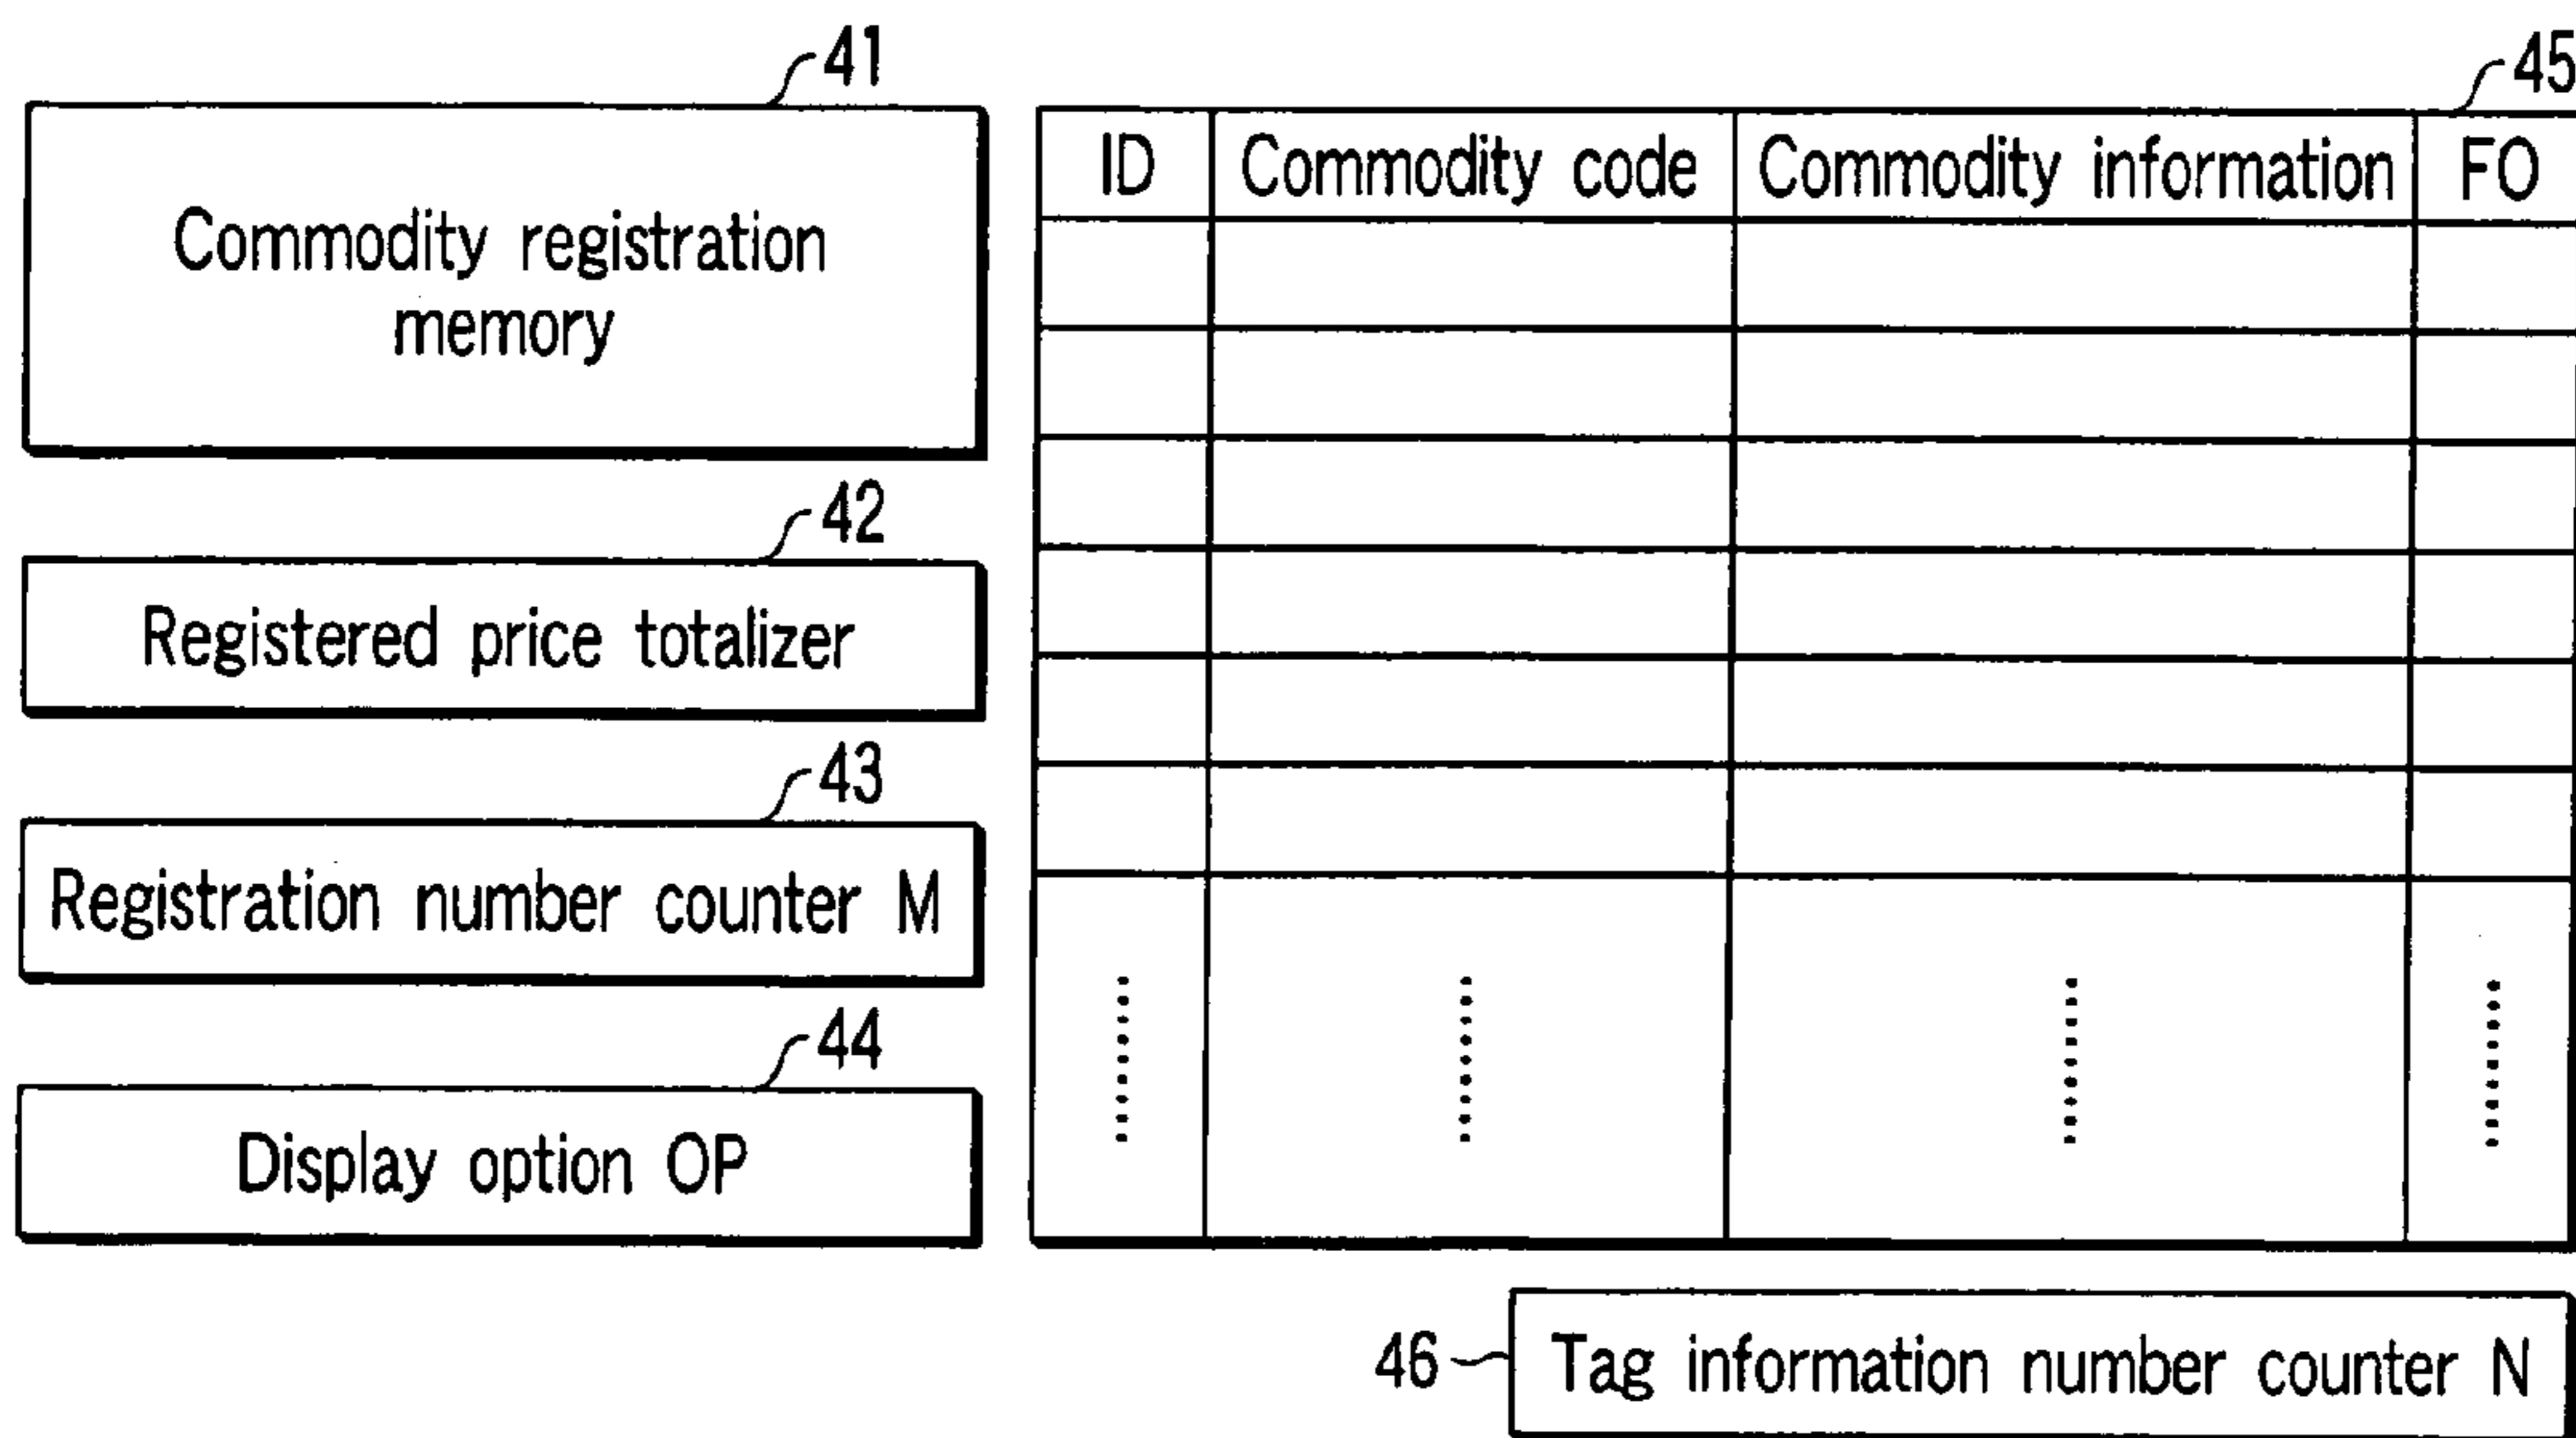 41
Commodity registration
memory
42
Registered price totalizer
43
Registration number counter M
44
Display option OP
45
ID Commodity code Commodity information FO
46 Tag information number counter N